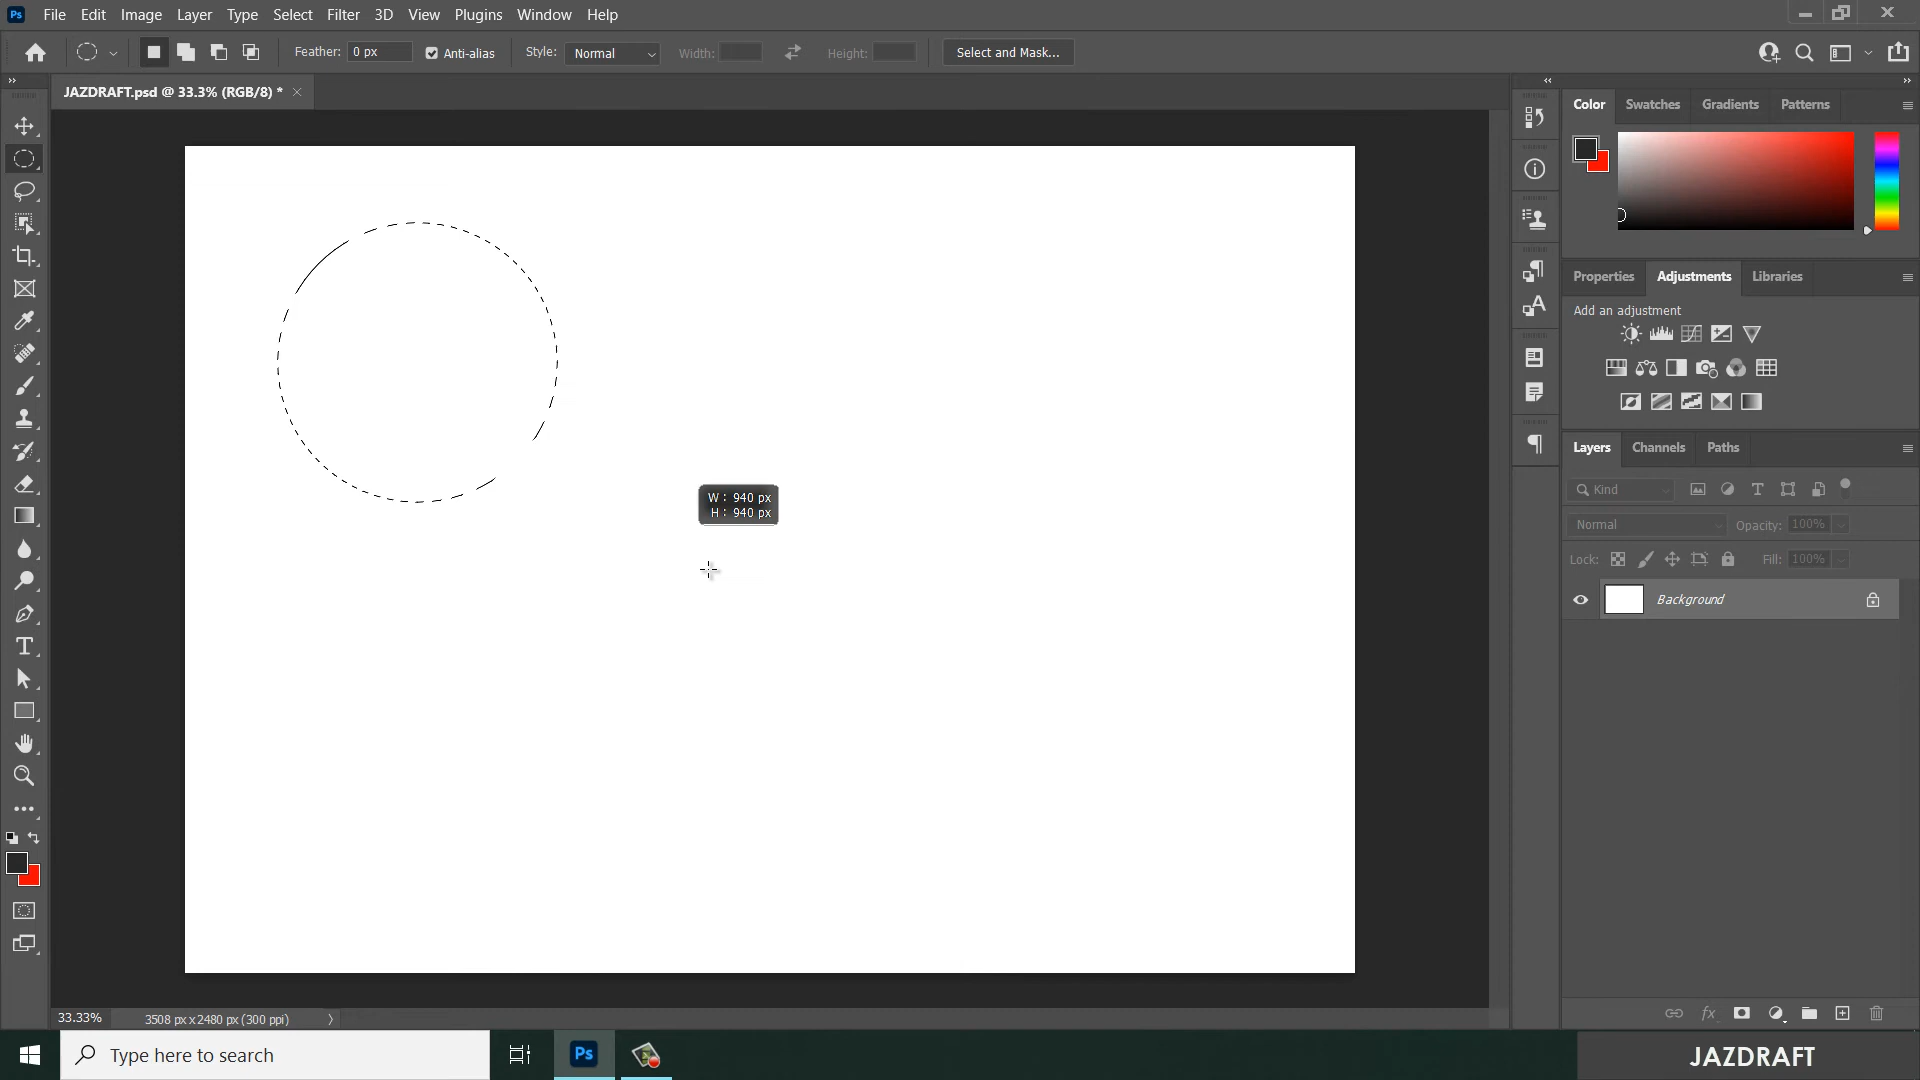 Ps File Edit Image Layer Type Select Filter 3D View Plugins Window Help
Feather: 0 px Anti-alias Style: Normal Width: Height: Select and Mask...
JAZDRAFT.psd @ 33.3% (RGB/8) *
Color Swatches Gradients Patterns
Properties Adjustments Libraries
Add an adjustment
Layers Channels Paths
Kind
Normal Opacity: 100%
Lock: Fill: 100%
Background
W : 940 px
H : 940 px
33.33% 3508 px x 2480 px (300 ppi)
Type here to search Ps
JAZDRAFT